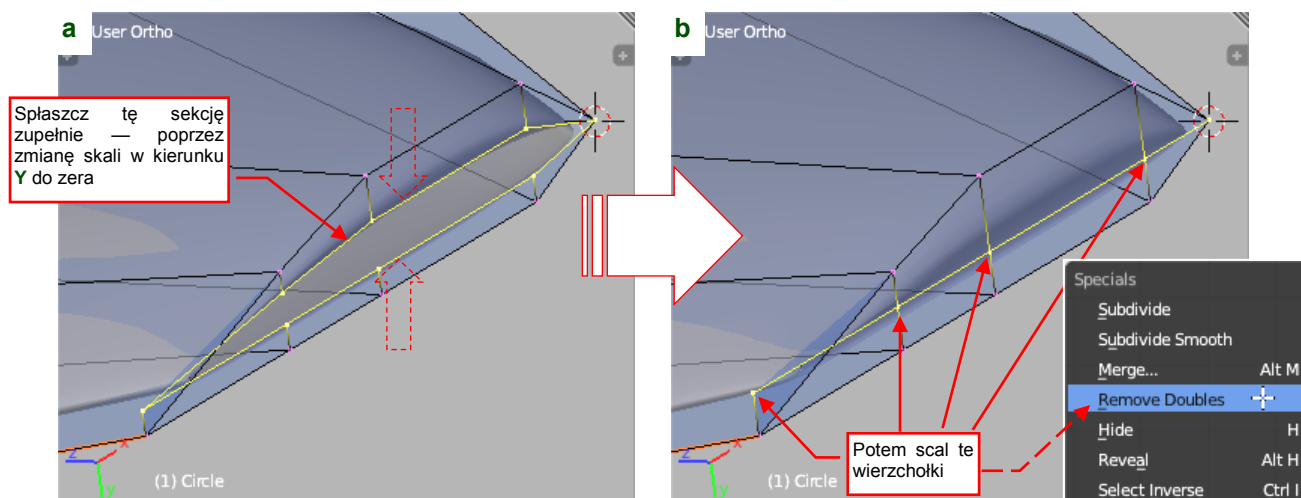 a
User Ortho
Spłaszcz tę sekcję
zupełnie — poprzez
zmianę skali w kierunku
Y do zera
z
x
y
(1) Circle
b
User Ortho
Specials
Subdivide
Subdivide Smooth
Merge... Alt M
Remove Doubles
Hide H
Reveal Alt H
Select Inverse Ctrl I
Potem scal te
wierzchołki
z
x
y
(1) Circle